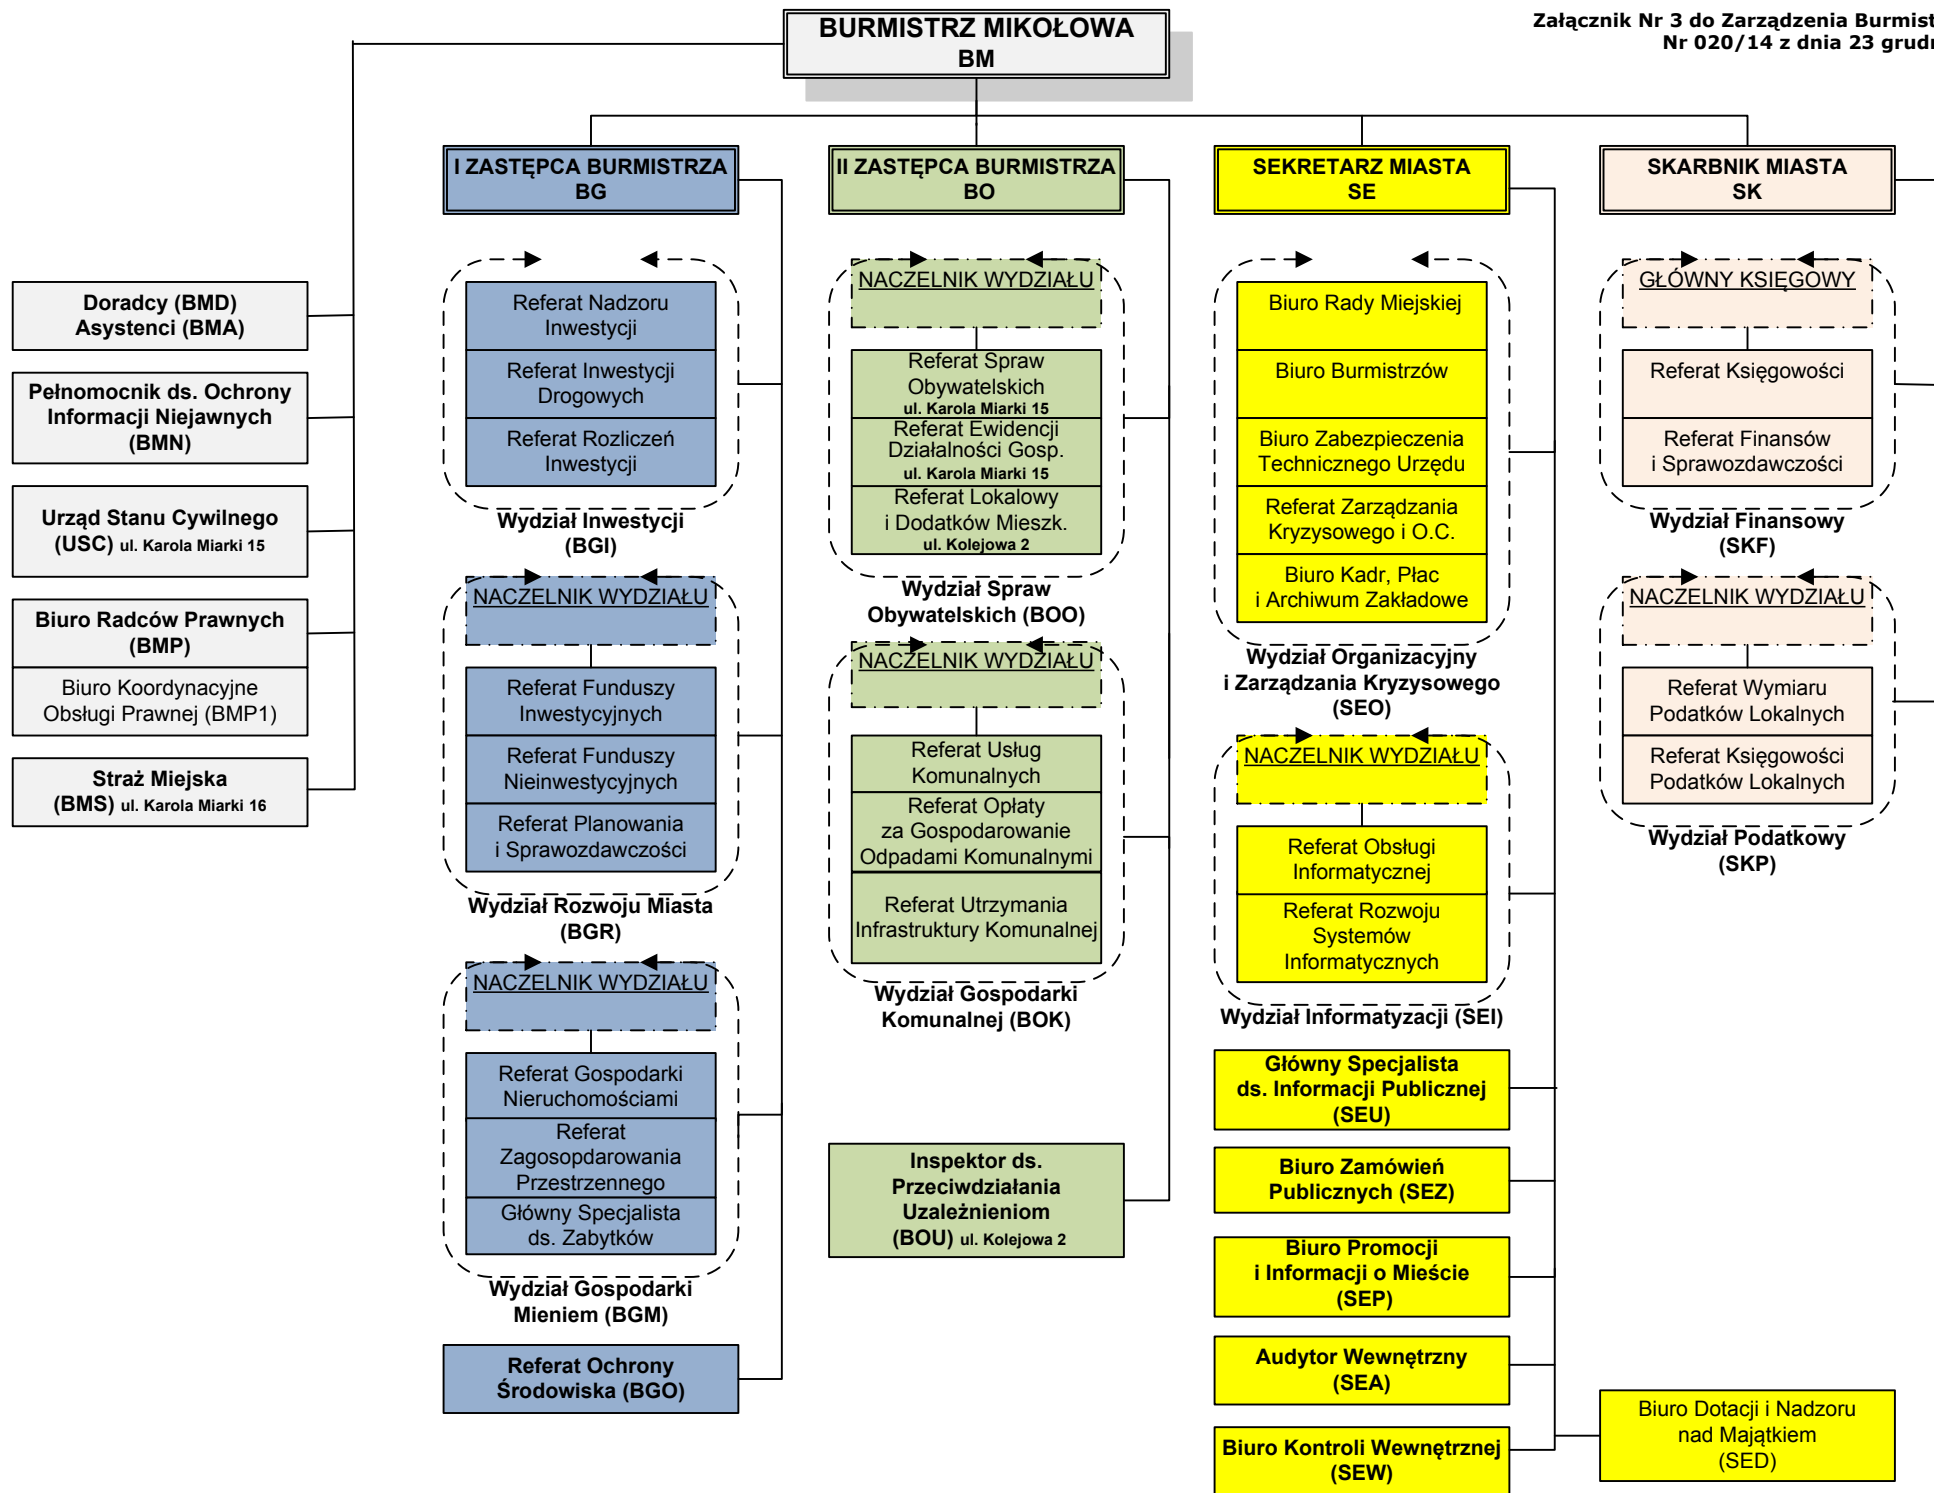 BURMISTRZ MIKOŁOWA
BM
Załącznik Nr 3 do Zarządzenia
Nr 020/14 z dnia 23
I ZASTĘPCA BURMISTRZA
BG
II ZASTĘPCA BURMISTRZA
BO
SEKRETARZ MIASTA
SE
SKARBNIK MIASTA
SK
Doradcy (BMD)
Asystenci (BMA)
Pełnomocnik ds. Ochrony
Informacji Niejawnych
(BMN)
Urząd Stanu Cywilnego
(USC) ul. Karola Miarki 15
Biuro Radców Prawnych
(BMP)
Biuro Koordynacyjne
Obsługi Prawnej (BMP1)
Straż Miejska
(BMS) ul. Karola Miarki 16
Referat Nadzoru
Inwestycji
Referat Inwestycji
Drogowych
Referat Rozliczeń
Inwestycji
Wydział Inwestycji
(BGI)
NACZELNIK WYDZIAŁU
Referat Funduszy
Inwestycyjnych
Referat Funduszy
Nieinwestycyjnych
Referat Planowania
i Sprawozdawczości
Wydział Rozwoju Miasta
(BGR)
NACZELNIK WYDZIAŁU
Referat Gospodarki
Nieruchomościami
Referat
Zagosopdarowania
Przestrzennego
Główny Specjalista
ds. Zabytków
Wydział Gospodarki
Mieniem (BGM)
Referat Ochrony
Środowiska (BGO)
NACZELNIK WYDZIAŁU
Referat Spraw
Obywatelskich
ul. Karola Miarki 15
Referat Ewidencji
Działalności Gosp.
ul. Karola Miarki 15
Referat Lokalowy
i Dodatków Mieszk.
ul. Kolejowa 2
Wydział Spraw
Obywatelskich (BOO)
NACZELNIK WYDZIAŁU
Referat Usług
Komunalnych
Referat Opłaty
za Gospodarowanie
Odpadami Komunalnymi
Referat Utrzymania
Infrastruktury Komunalnej
Wydział Gospodarki
Komunalnej (BOK)
Inspektor ds.
Przeciwdziałania
Uzależnieniom
(BOU) ul. Kolejowa 2
Biuro Rady Miejskiej
Biuro Burmistrzów
Biuro Zabezpieczenia
Technicznego Urzędu
Referat Zarządzania
Kryzysowego i O.C.
Biuro Kadr, Płac
i Archiwum Zakładowe
Wydział Organizacyjny
i Zarządzania Kryzysowego
(SEO)
NACZELNIK WYDZIAŁU
Referat Obsługi
Informatycznej
Referat Rozwoju
Systemów
Informatycznych
Wydział Informatyzacji (SEI)
Główny Specjalista
ds. Informacji Publicznej
(SEU)
Biuro Zamówień
Publicznych (SEZ)
Biuro Promocji
i Informacji o Mieście
(SEP)
Audytor Wewnętrzny
(SEA)
Biuro Kontroli Wewnętrznej
(SEW)
GŁÓWNY KSIĘGOWY
Referat Księgowości
Referat Finansów
i Sprawozdawczości
Wydział Finansowy
(SKF)
NACZELNIK WYDZIAŁU
Referat Wymiaru
Podatków Lokalnych
Referat Księgowości
Podatków Lokalnych
Wydział Podatkowy
(SKP)
Biuro Dotacji i Nadzoru
nad Majątkiem
(SED)